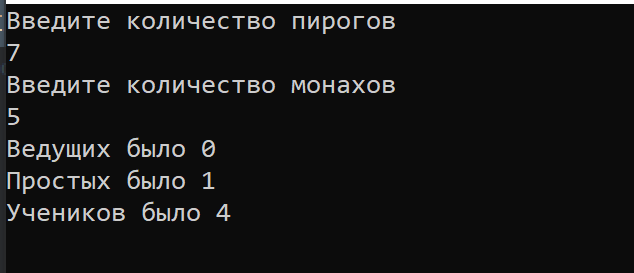 Введите количество пирогов
7
Введите количество монахов
5
Ведущих было 0
Простых было 1
Учеников было 4